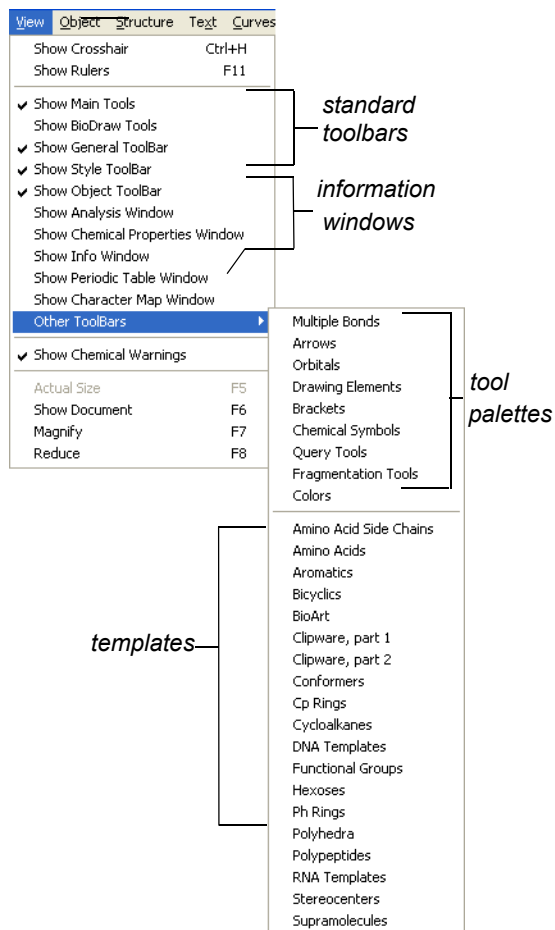 View Object Structure Text Curves
Show Crosshair Ctrl+H
Show Rulers F11
Show Main Tools
Show BioDraw Tools
Show General ToolBar
Show Style ToolBar
Show Object ToolBar
Show Analysis Window
Show Chemical Properties Window
Show Info Window
Show Periodic Table Window
Show Character Map Window
Other ToolBars
Show Chemical Warnings
Actual Size F5
Show Document F6
Magnify F7
Reduce F8
standard
toolbars
information
windows
Multiple Bonds
Arrows
Orbitals
Drawing Elements
Brackets
Chemical Symbols
Query Tools
Fragmentation Tools
Colors
tool
palettes
Amino Acid Side Chains
Amino Acids
Aromatics
Bicyclics
BioArt
Clipware, part 1
Clipware, part 2
Conformers
Cp Rings
Cycloalkanes
DNA Templates
Functional Groups
Hexoses
Ph Rings
Polyhedra
Polypeptides
RNA Templates
Stereocenters
Supramolecules
templates